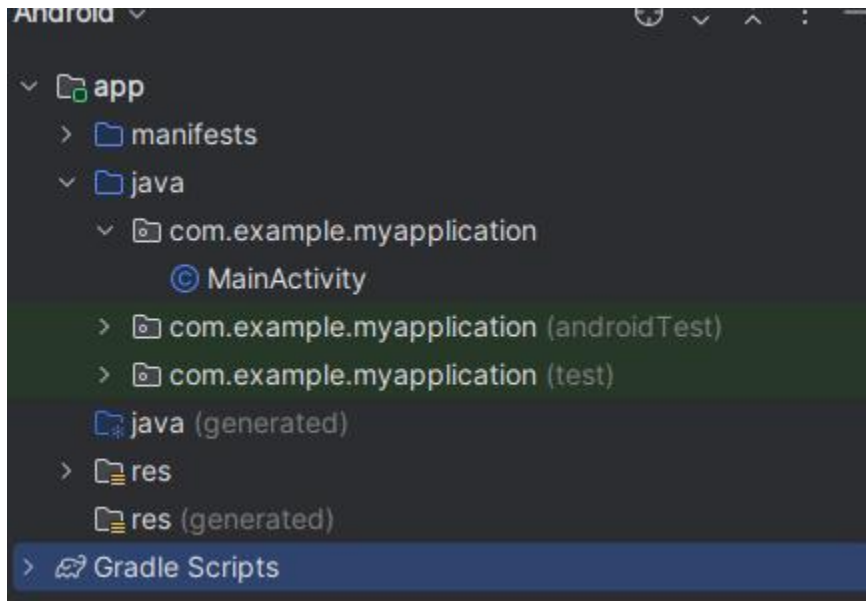 Android
app
manifests
java
com.example.myapplication
C MainActivity
com.example.myapplication (androidTest)
com.example.myapplication (test)
java (generated)
res
res (generated)
Gradle Scripts